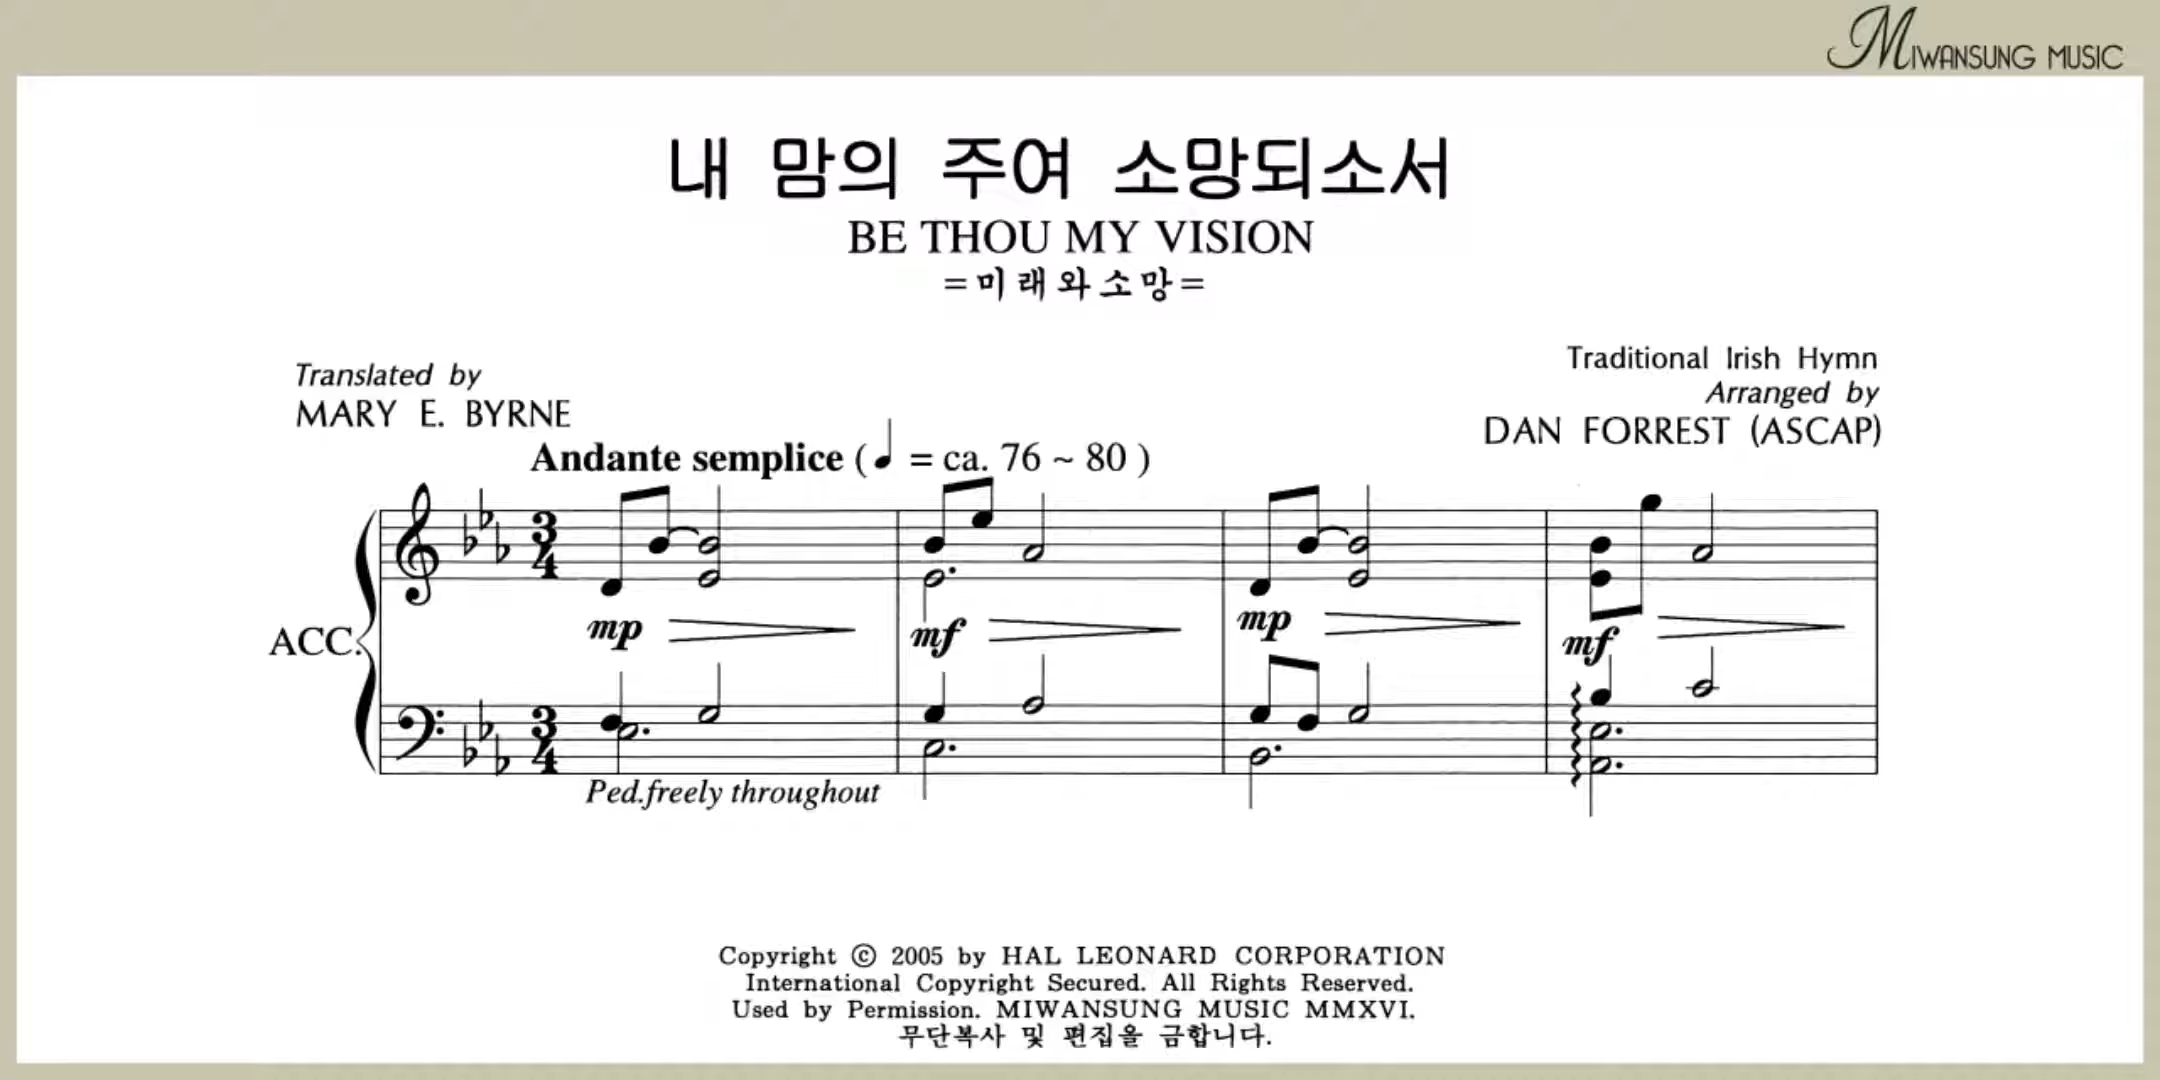 MIWANSUNG MUSIC
내 맘의 주여 소망되소서
BE THOU MY VISION
=미래와소망=
Translated by
MARY E. BYRNE
Traditional Irish Hymn
Arranged by
DAN FORREST (ASCAP)
Andante semplice (♩ = ca. 76 ~ 80 )
3 4
mp mf mp mf
ACC.
3 4
Ped.freely throughout
Copyright © 2005 by HAL LEONARD CORPORATION
International Copyright Secured. All Rights Reserved.
Used by Permission. MIWANSUNG MUSIC MMXVI.
무단복사 및 편집을 금합니다.